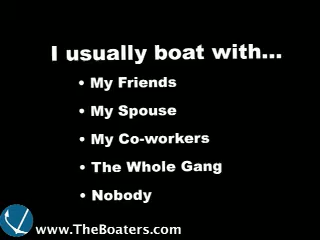 I usually boat with...
• My Friends
• My Spouse
• My Co-workers
• The Whole Gang
• Nobody
www.TheBoaters.com